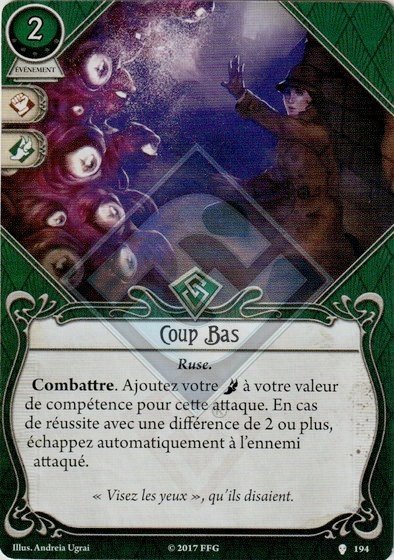 2
ÉVÉNEMENT
Coup Bas
Ruse.
Combattre. Ajoutez votre à votre valeur
de compétence pour cette attaque. En cas
de réussite avec une différence de 2 ou plus,
échappez automatiquement à l'ennemi
attaqué.
« Visez les yeux », qu'ils disaient.
Illus. Andreia Ugrai © 2017 FFG 194